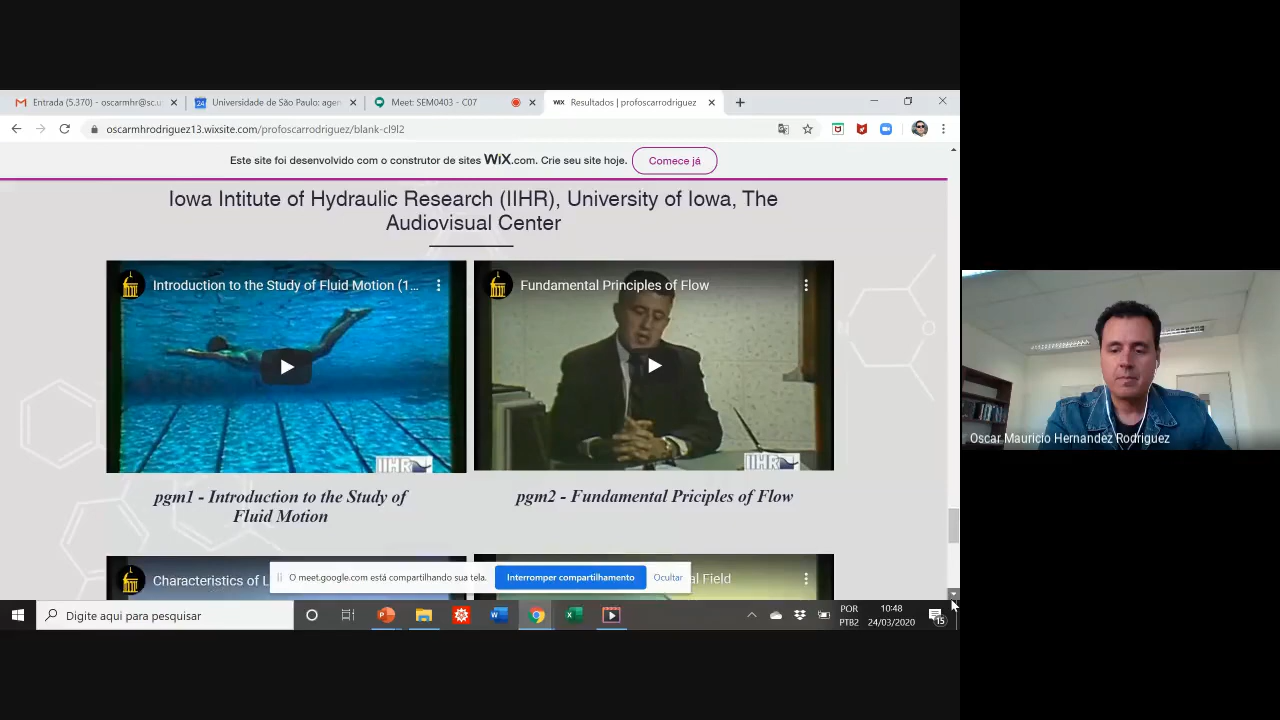 Entrada (5.370) - oscarmhr@sc.u
Universidade de São Paulo: agen
Meet: SEM0403 - C07
Resultados | profoscarrodriguez
oscarmhrodriguez13.wixsite.com/profoscarrodriguez/blank-cl9l2
Este site foi desenvolvido com o construtor de sites WiX.com. Crie seu site hoje.
Comece já
Iowa Intitute of Hydraulic Research (IIHR), University of Iowa, The
Audiovisual Center
Introduction to the Study of Fluid Motion (1...
Fundamental Principles of Flow
IIHR
IIHR
pgm1 - Introduction to the Study of
Fluid Motion
pgm2 - Fundamental Priciples of Flow
Characteristics of L
al Field
O meet.google.com está compartilhando sua tela.
Interromper compartilhamento
Ocultar
Digite aqui para pesquisar
POR
PTB2
10:48
24/03/2020
15
Oscar Mauricio Hernandez Rodriguez
N
O